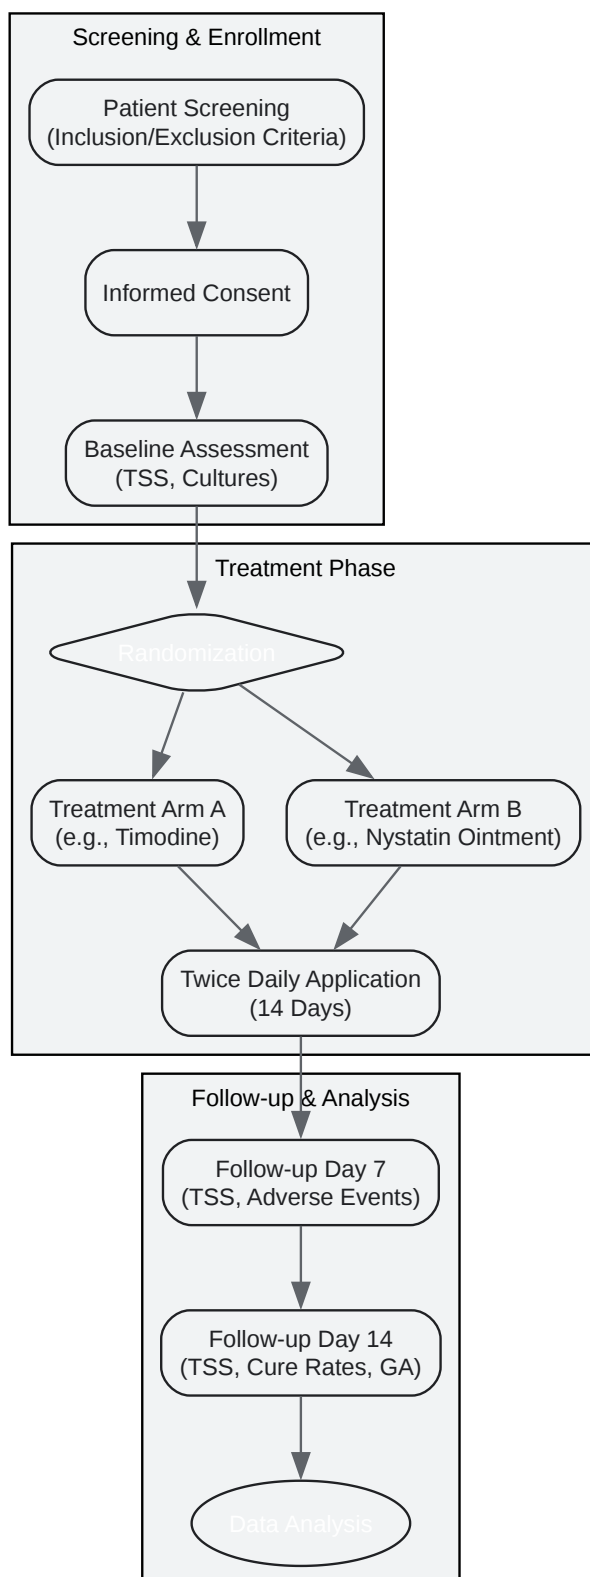 Screening & Enrollment
Patient Screening
(Inclusion/Exclusion Criteria)
Informed Consent
Baseline Assessment
(TSS, Cultures)
Treatment Phase
Randomization
Treatment Arm A
(e.g., Timodine)
Treatment Arm B
(e.g., Nystatin Ointment)
Twice Daily Application
(14 Days)
Follow-up & Analysis
Follow-up Day 7
(TSS, Adverse Events)
Follow-up Day 14
(TSS, Cure Rates, GA)
Data Analysis